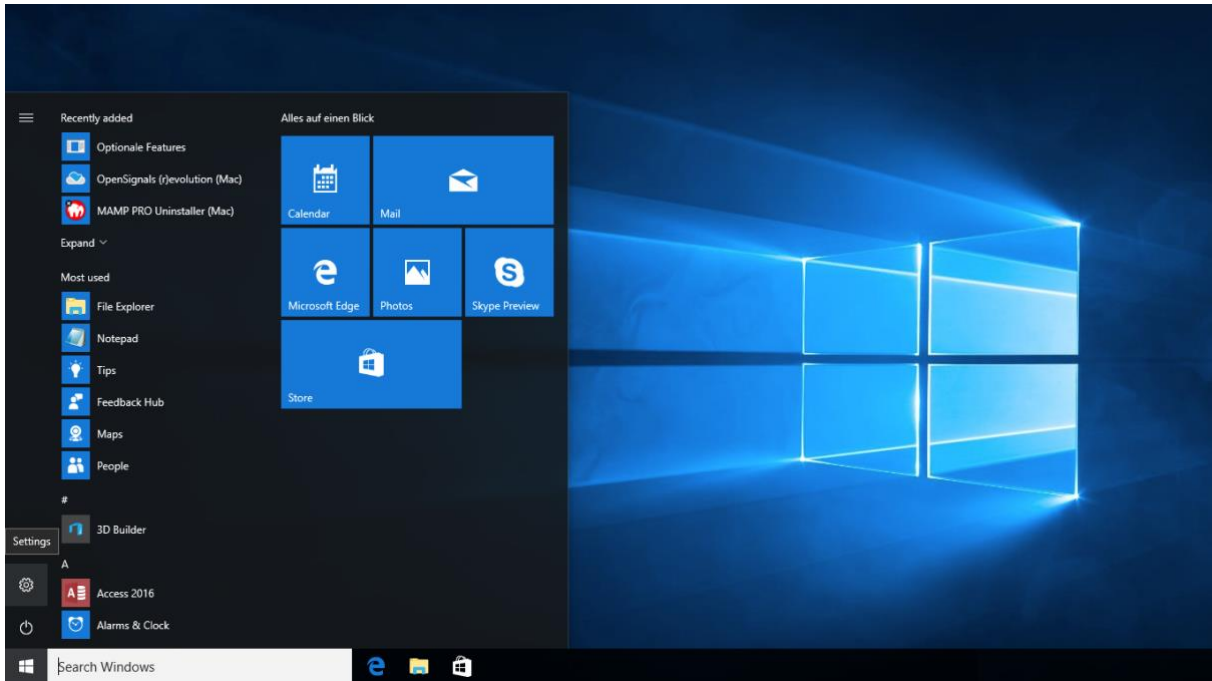 Recently added
Optionale Features
OpenSignals (r)evolution (Mac)
MAMP PRO Uninstaller (Mac)
Expand
Most used
File Explorer
Notepad
Tips
Feedback Hub
Maps
People
#
3D Builder
A
Access 2016
Alarms & Clock
Alles auf einen Blick
Calendar
Mail
Microsoft Edge
Photos
Skype Preview
Store
Settings
Search Windows